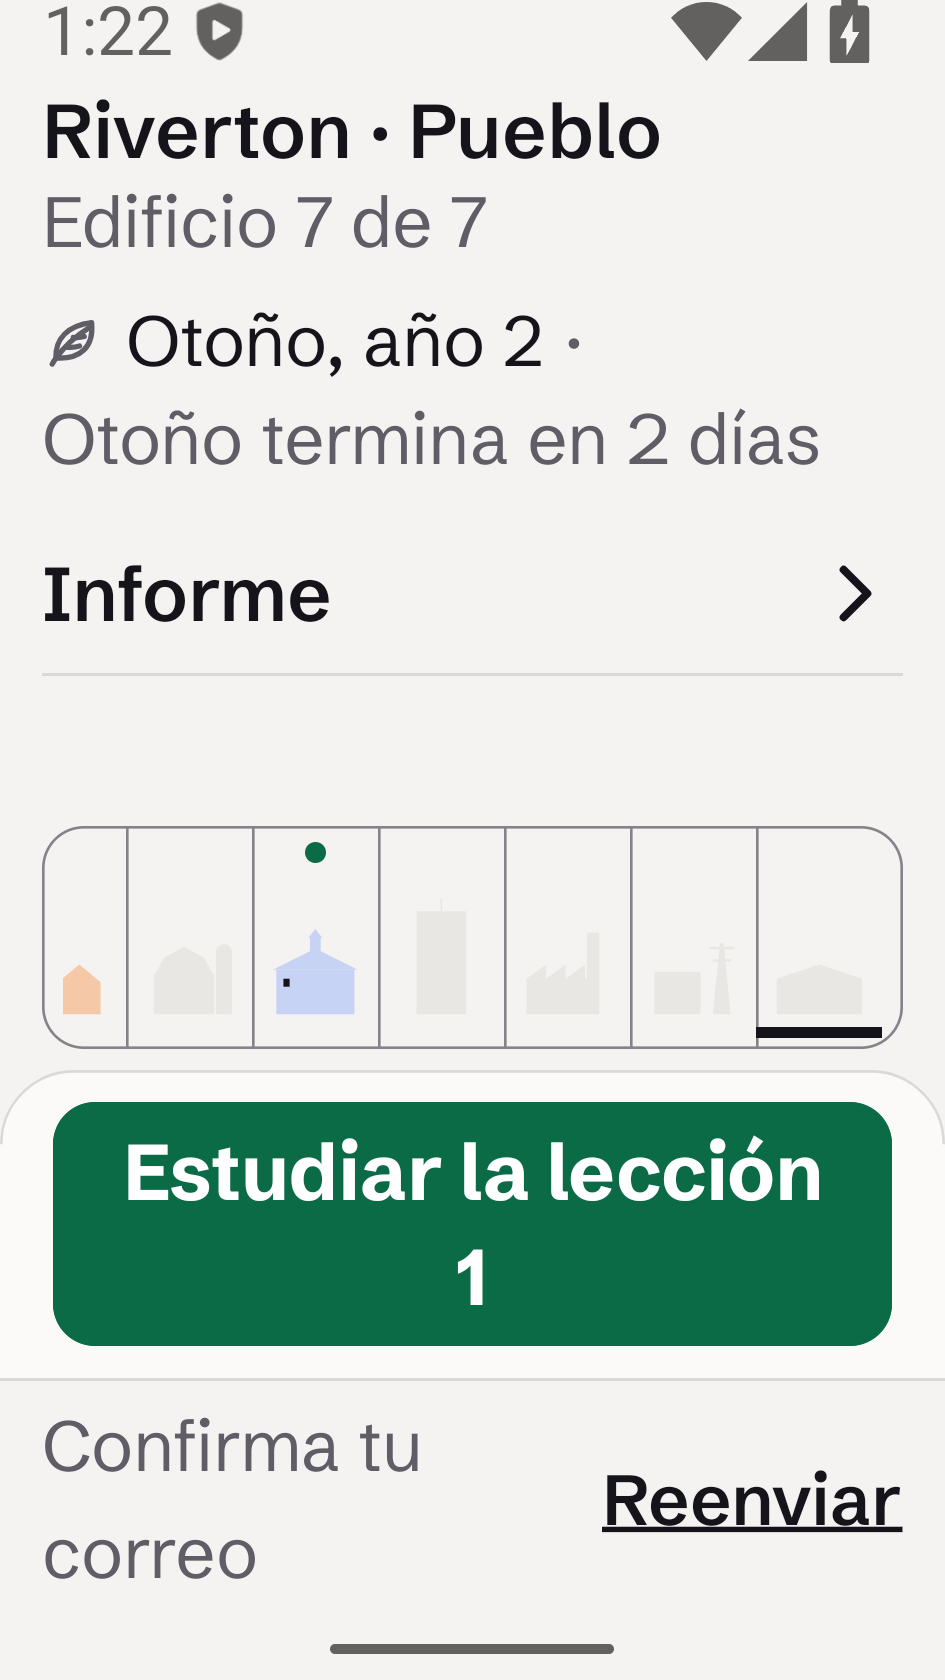 1:22
Riverton · Pueblo
Edificio 7 de 7
Otoño, año 2 ·
Otoño termina en 2 días
Informe
Estudiar la lección
1
Confirma tu
correo
Reenviar